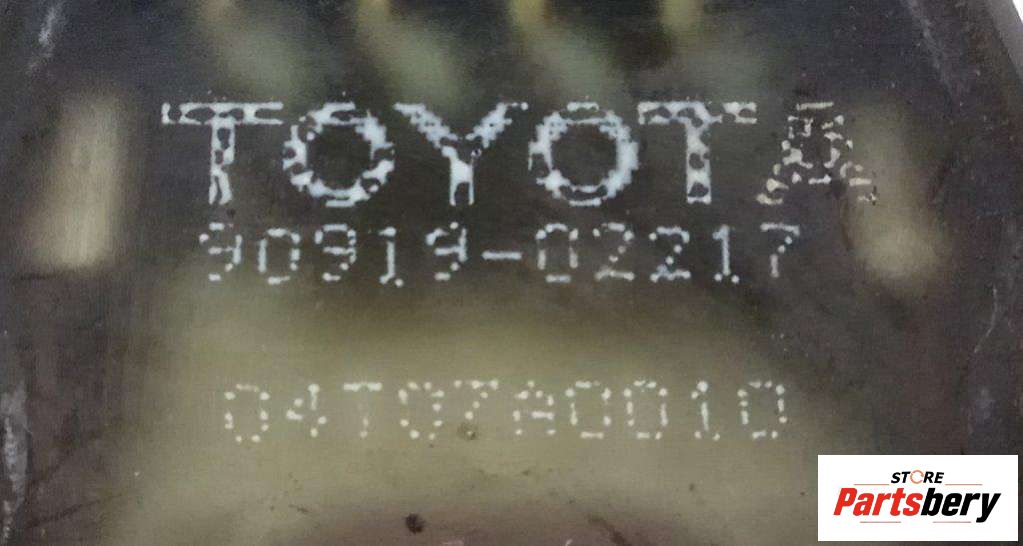 TOYOTA
90919-02217
04T07A0010
STORE
Partsbery